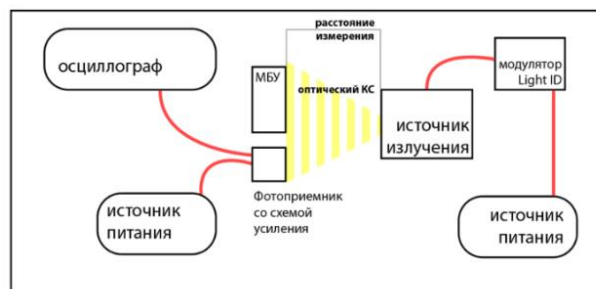 расстояние
измерения
осциллограф
МБУ
оптический КС
модулятор
Light ID
источник
излучения
Фотоприемник
со схемой
усиления
источник
питания
источник
питания